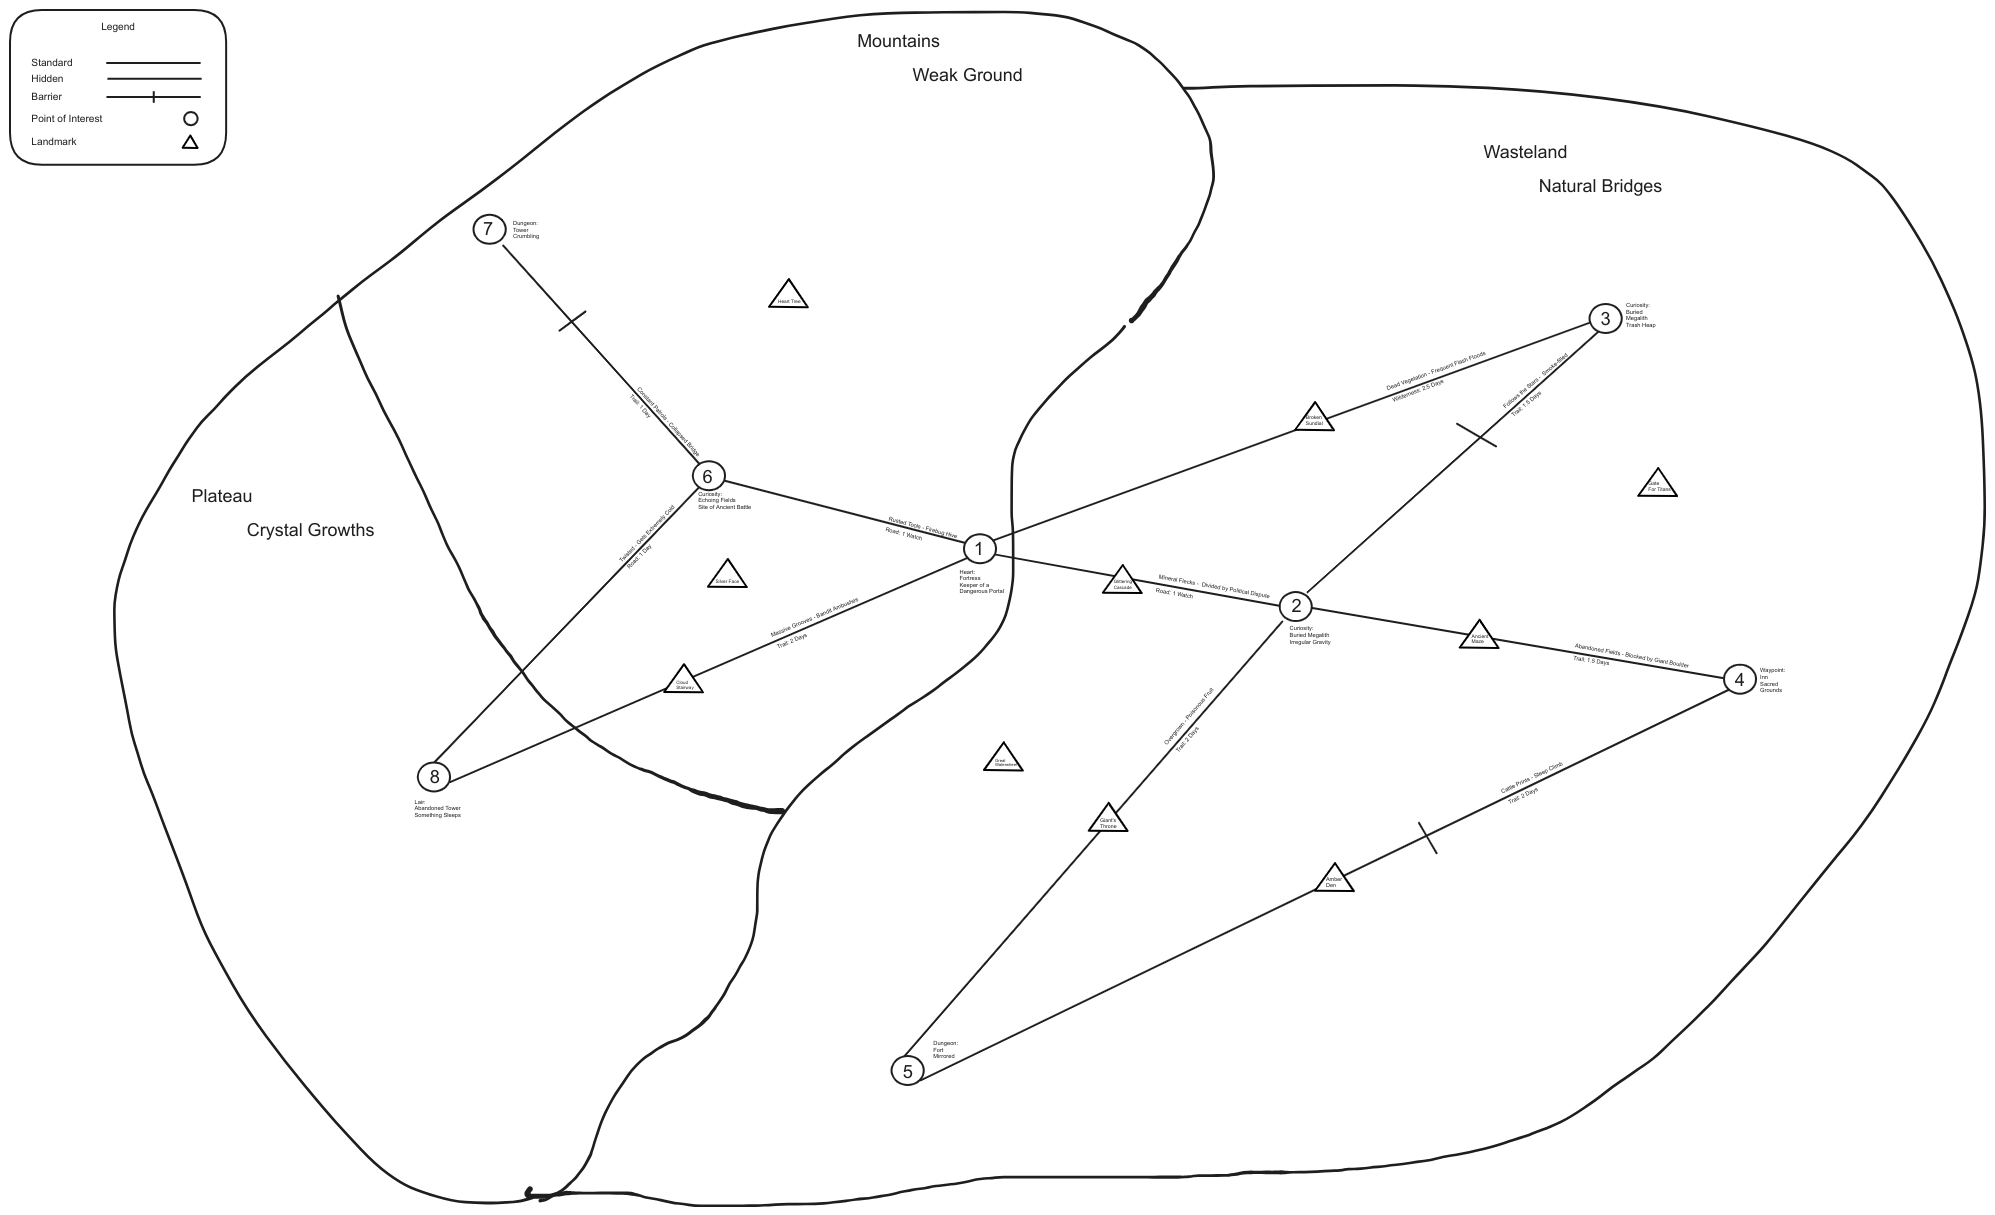 Legend
Standard
Hidden
Barrier
Point of Interest
Landmark
Mountains
Weak Ground
Wasteland
Natural Bridges
Plateau
Crystal Growths
7
Dungeon:
Tower
Crumbling
Heart Tree
Constant Patrols - Collapsed Bridge
Trail: 1 Day
6
Curiosity:
Echoing Fields
Site of Ancient Battle
Twisted - Gets Extremely Cold
Road: 1 Day
Silver Face
Rusted Tools - Firebug Hive
Road: 1 Watch
1
Heart:
Fortress
Keeper of a
Dangerous Portal
Massive Grooves - Bandit Ambushes
Trail: 2 Days
Cloud
Stairway
8
Lair:
Abandoned Tower
Something Sleeps
3
Curiosity:
Buried
Megalith
Trash Heap
Dead Vegetation - Frequent Flash Floods
Wilderness: 2.5 Days
Broken
Sundial
Follows the Stars - Smoke-filled
Trail: 1.5 Days
Gate
For Titans
Glittering
Cascade
Mineral Flecks - Divided by Political Dispute
Road: 1 Watch
2
Curiosity:
Buried Megalith
Irregular Gravity
Ancient
Maze
Abandoned Fields - Blocked by Giant Boulder
Trail: 1.5 Days
4
Waypoint:
Inn
Sacred
Grounds
Overgrown - Poisonous Fruit
Trail: 2 Days
Great
Waterwheel
Giant's
Throne
Cattle Prints - Steep Climb
Trail: 2 Days
Amber
Den
5
Dungeon:
Fort
Mirrored